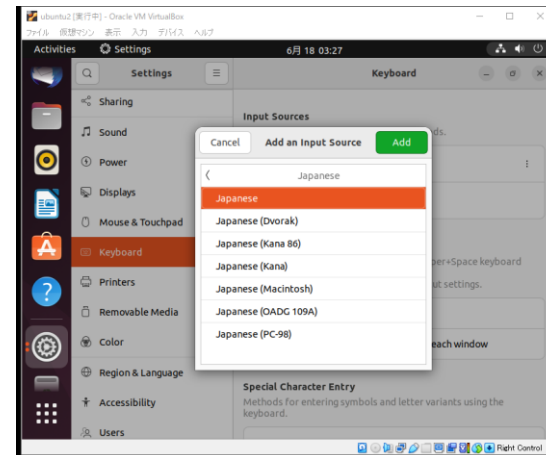 ubuntu2 [実行中] - Oracle VM VirtualBox
ファイル 仮想マシン 表示 入力 デバイス ヘルプ
Activities Settings 6月 18 03:27
Settings Keyboard
Sharing
Sound
Power
Displays
Mouse & Touchpad
Keyboard
Printers
Removable Media
Color
Region & Language
Accessibility
Users
Input Sources
ds.
Cancel Add an Input Source Add
Japanese
Japanese
Japanese (Dvorak)
Japanese (Kana 86)
Japanese (Kana)
Japanese (Macintosh)
Japanese (OADG 109A)
Japanese (PC-98)
per+Space keyboard
ut settings.
each window
Special Character Entry
Methods for entering symbols and letter variants using the
keyboard.
Right Control